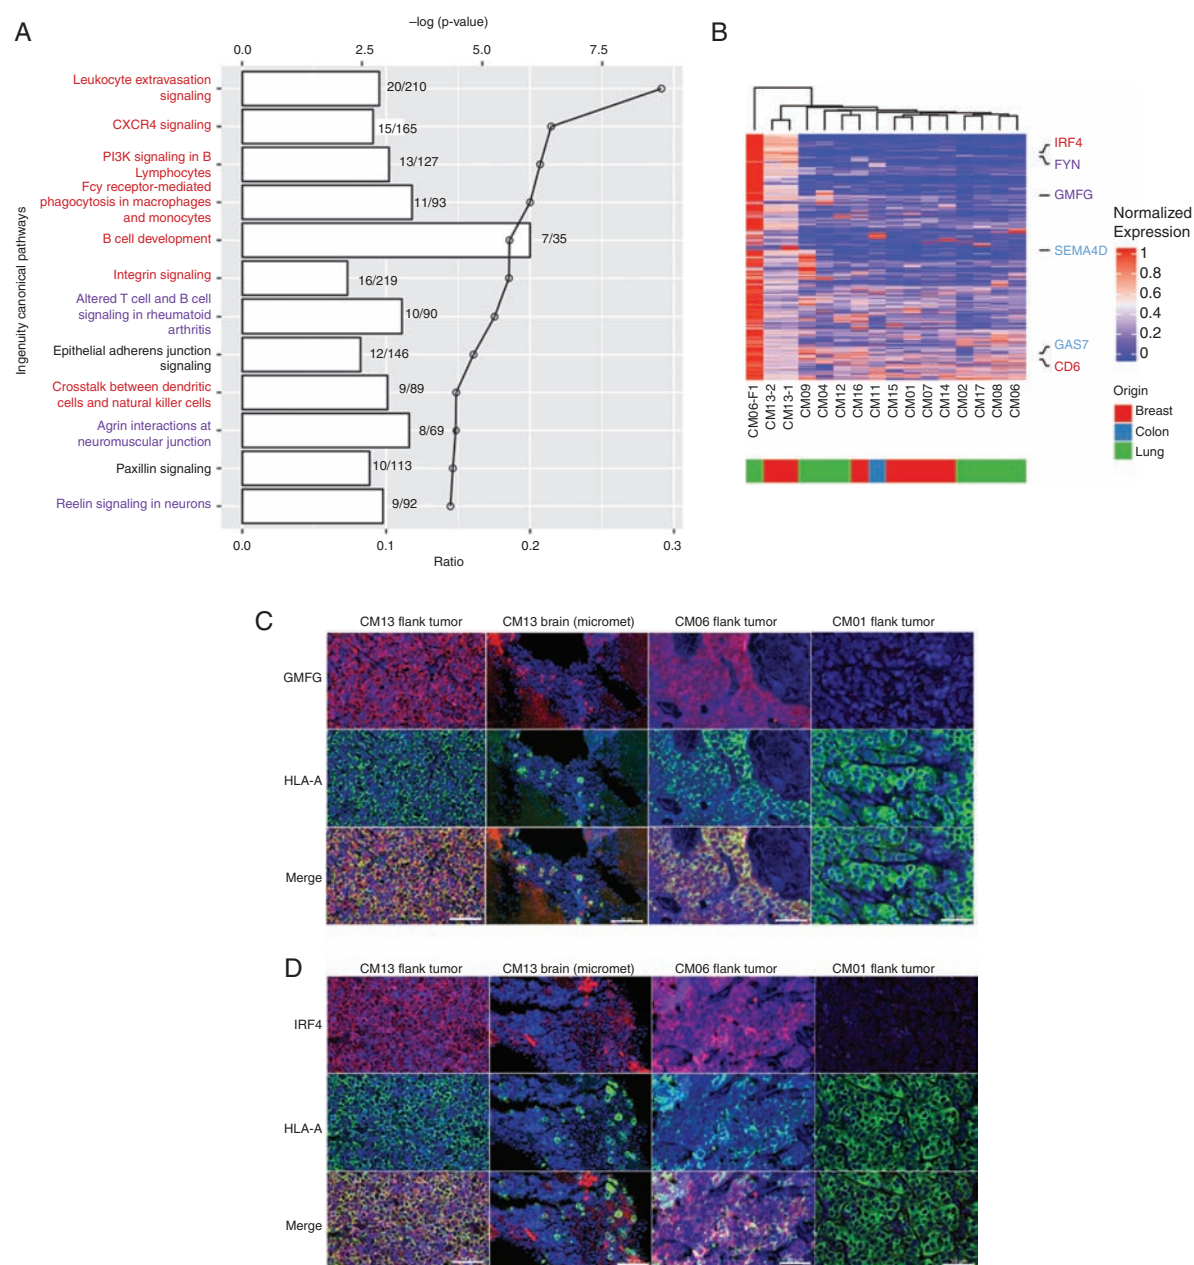 A
–log (p-value)
0.0 2.5 5.0 7.5
Ingenuity canonical pathways
Leukocyte extravasation
signaling
20/210
CXCR4 signaling
15/165
PI3K signaling in B
Lymphocytes
13/127
Fcy receptor-mediated
phagocytosis in macrophages
and monocytes
11/93
B cell development
7/35
Integrin signaling
16/219
Altered T cell and B cell
signaling in rheumatoid
arthritis
10/90
Epithelial adherens junction
signaling
12/146
Crosstalk between dendritic
cells and natural killer cells
9/89
Agrin interactions at
neuromuscular junction
8/69
Paxillin signaling
10/113
Reelin signaling in neurons
9/92
0.0 0.1 0.2 0.3
Ratio
B
IRF4
FYN
GMFG
SEMA4D
GAS7
CD6
CM06-F1
CM13-2
CM13-1
CM09
CM04
CM12
CM16
CM11
CM15
CM01
CM07
CM14
CM02
CM17
CM08
CM06
Normalized
Expression
1
0.8
0.6
0.4
0.2
0
Origin
Breast
Colon
Lung
C
CM13 flank tumor CM13 brain (micromet) CM06 flank tumor CM01 flank tumor
GMFG
HLA-A
Merge
D
CM13 flank tumor CM13 brain (micromet) CM06 flank tumor CM01 flank tumor
IRF4
HLA-A
Merge